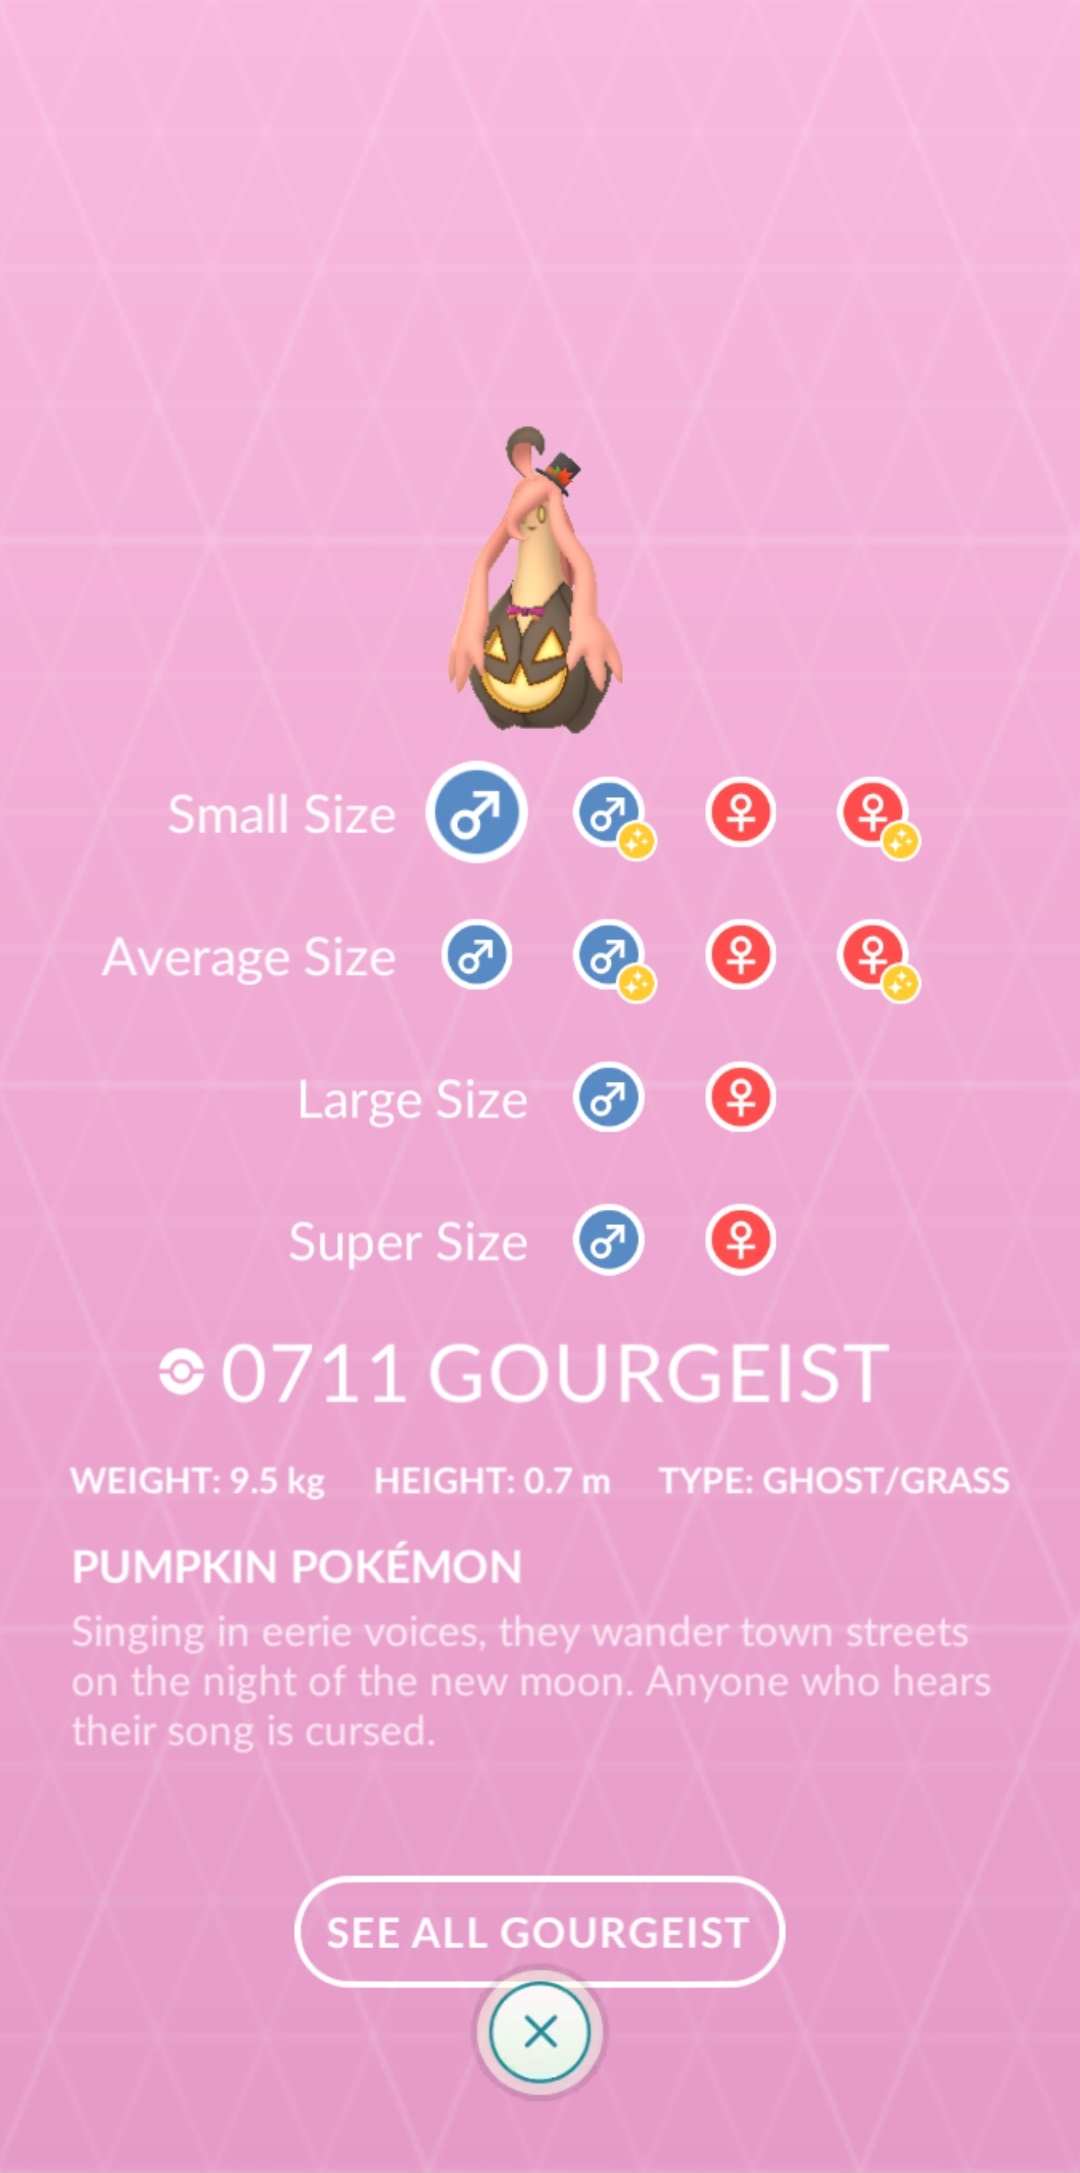 Small Size
Average Size
Large Size
Super Size
0711 GOURGEIST
WEIGHT: 9.5 kg HEIGHT: 0.7 m TYPE: GHOST/GRASS
PUMPKIN POKÉMON
Singing in eerie voices, they wander town streets
on the night of the new moon. Anyone who hears
their song is cursed.
SEE ALL GOURGEIST